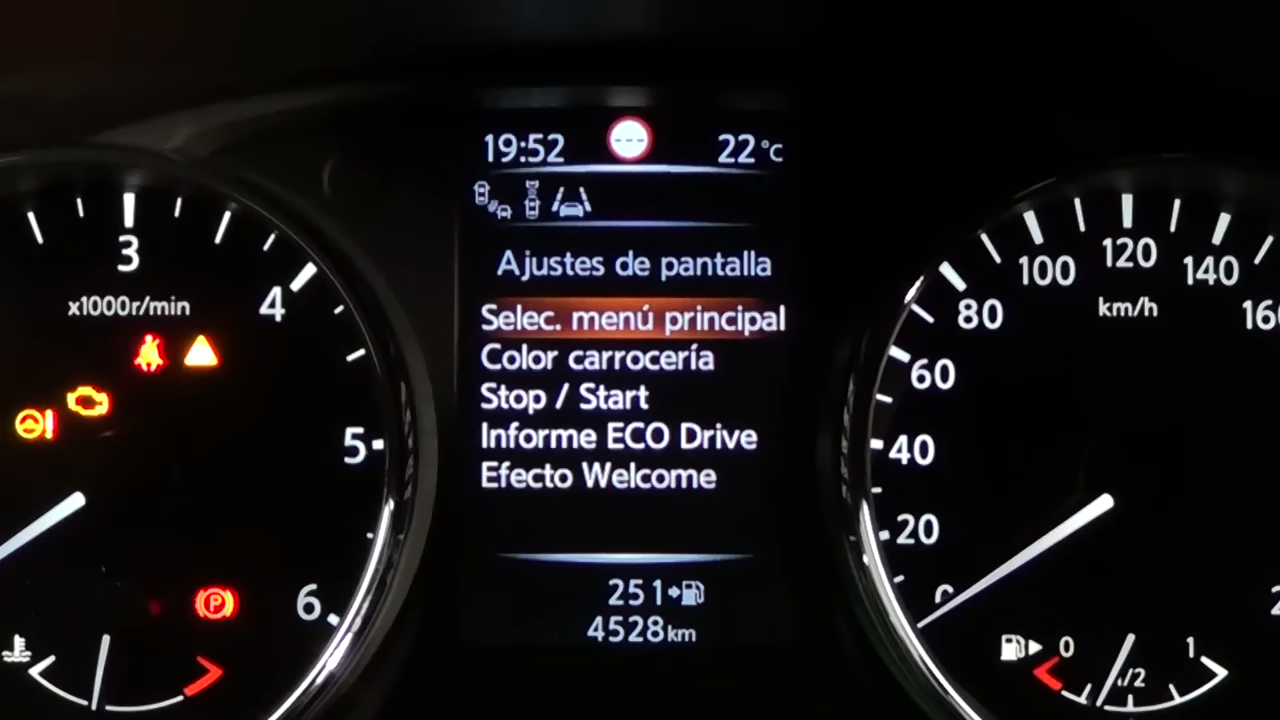 19:52
22°C
Ajustes de pantalla
Selec. menú principal
Color carrocería
Stop / Start
Informe ECO Drive
Efecto Welcome
251
4528km
3
x1000r/min
4
5
6
P
0
20
40
60
80
100
120
140
160
km/h
0
1/2
1